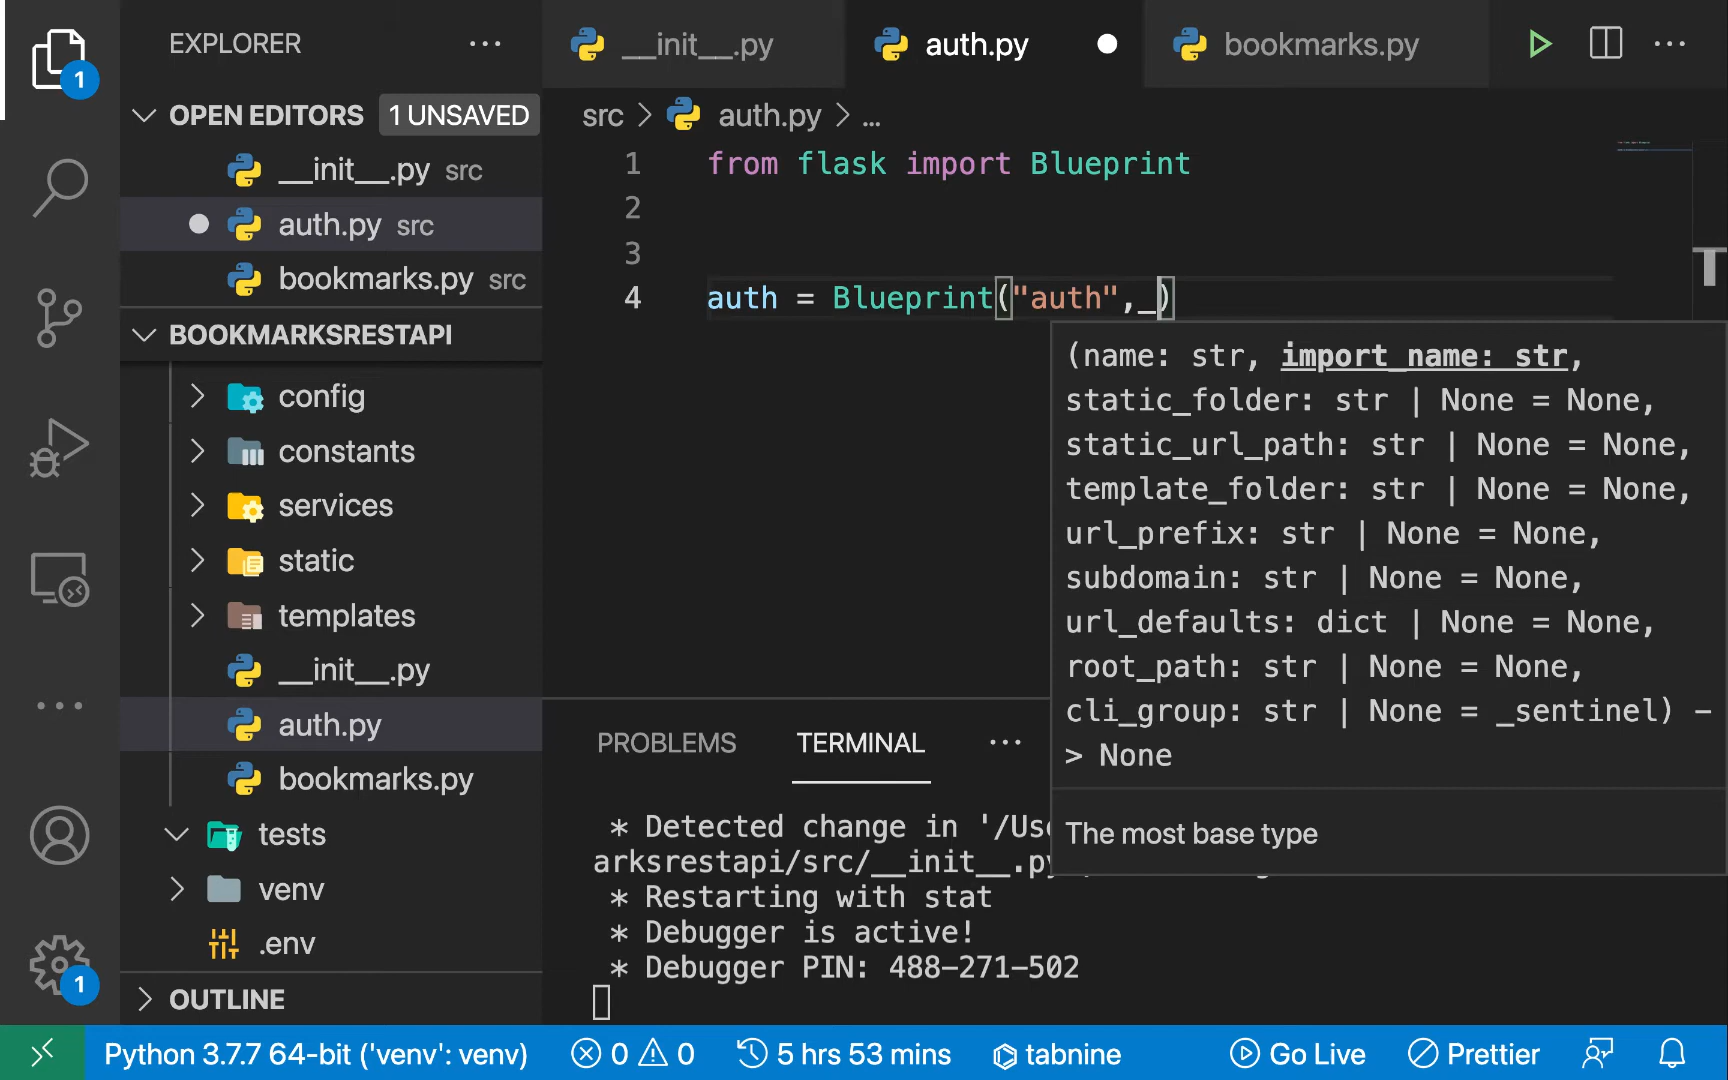 EXPLORER
OPEN EDITORS 1 UNSAVED
__init__.py src
auth.py src
bookmarks.py src
BOOKMARKSRESTAPI
config
constants
services
static
templates
__init__.py
auth.py
bookmarks.py
tests
venv
.env
OUTLINE
1
1
__init__.py auth.py bookmarks.py
src > auth.py > ...
1 from flask import Blueprint
2
3
4 auth = Blueprint("auth",_)
(name: str, import_name: str,
static_folder: str | None = None,
static_url_path: str | None = None,
template_folder: str | None = None,
url_prefix: str | None = None,
subdomain: str | None = None,
url_defaults: dict | None = None,
root_path: str | None = None,
cli_group: str | None = _sentinel) -
> None
The most base type
PROBLEMS TERMINAL ...
* Detected change in '/Us
arksrestapi/src/__init__.py
* Restarting with stat
* Debugger is active!
* Debugger PIN: 488-271-502
Python 3.7.7 64-bit ('venv': venv) 0 0 5 hrs 53 mins tabnine Go Live Prettier